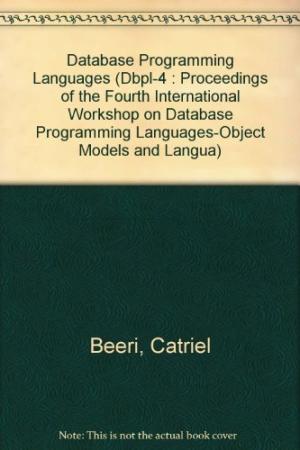 Database Programming
Languages (Dbpl-4 : Proceedings
of the Fourth International
Workshop on Database
Programming Languages-Object
Models and Langua)
Beeri, Catriel
Note: This is not the actual book cover